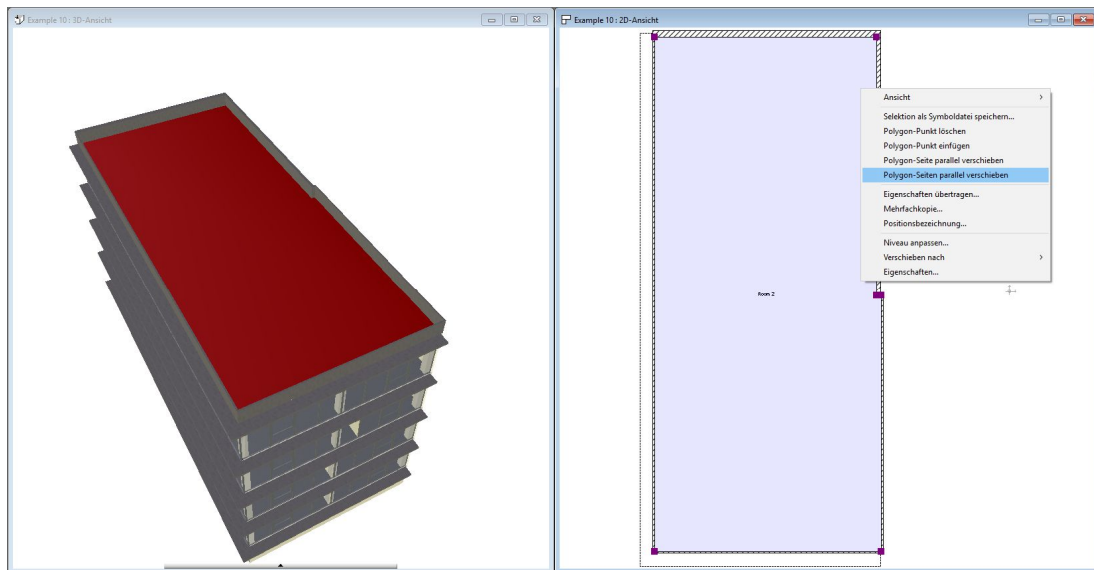 Example 10 : 3D-Ansicht
Example 10 : 2D-Ansicht
Ansicht
Selektion als Symboldatei speichern...
Polygon-Punkt löschen
Polygon-Punkt einfügen
Polygon-Seite parallel verschieben
Polygon-Seiten parallel verschieben
Eigenschaften übertragen...
Mehrfachkopie...
Positionsbezeichnung...
Niveau anpassen...
Verschieben nach
Eigenschaften...
Room 2